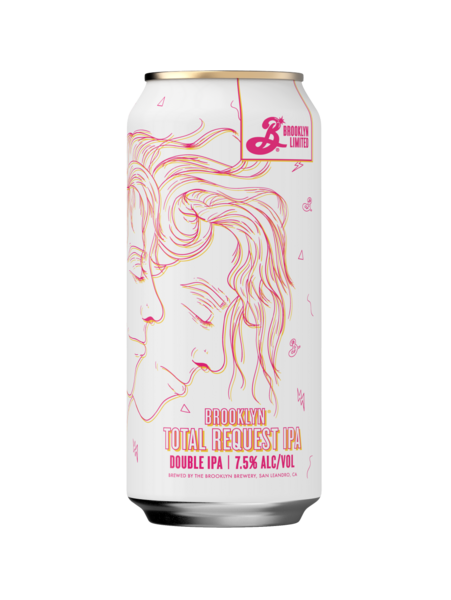 B
BROOKLYN
LIMITED
BROOKLYN™
TOTAL REQUEST IPA
DOUBLE IPA | 7.5% ALC/VOL
BREWED BY THE BROOKLYN BREWERY, SAN LEANDRO, CA